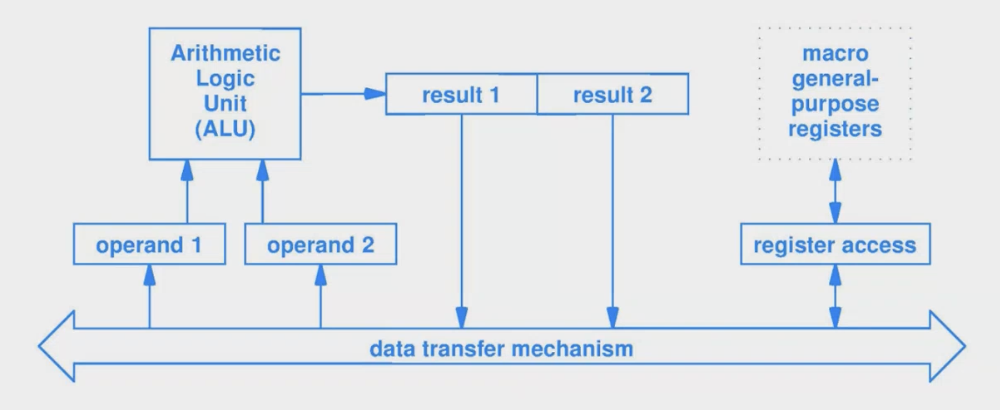 Arithmetic
Logic
Unit
(ALU)
result 1
result 2
macro
general-
purpose
registers
operand 1
operand 2
register access
data transfer mechanism